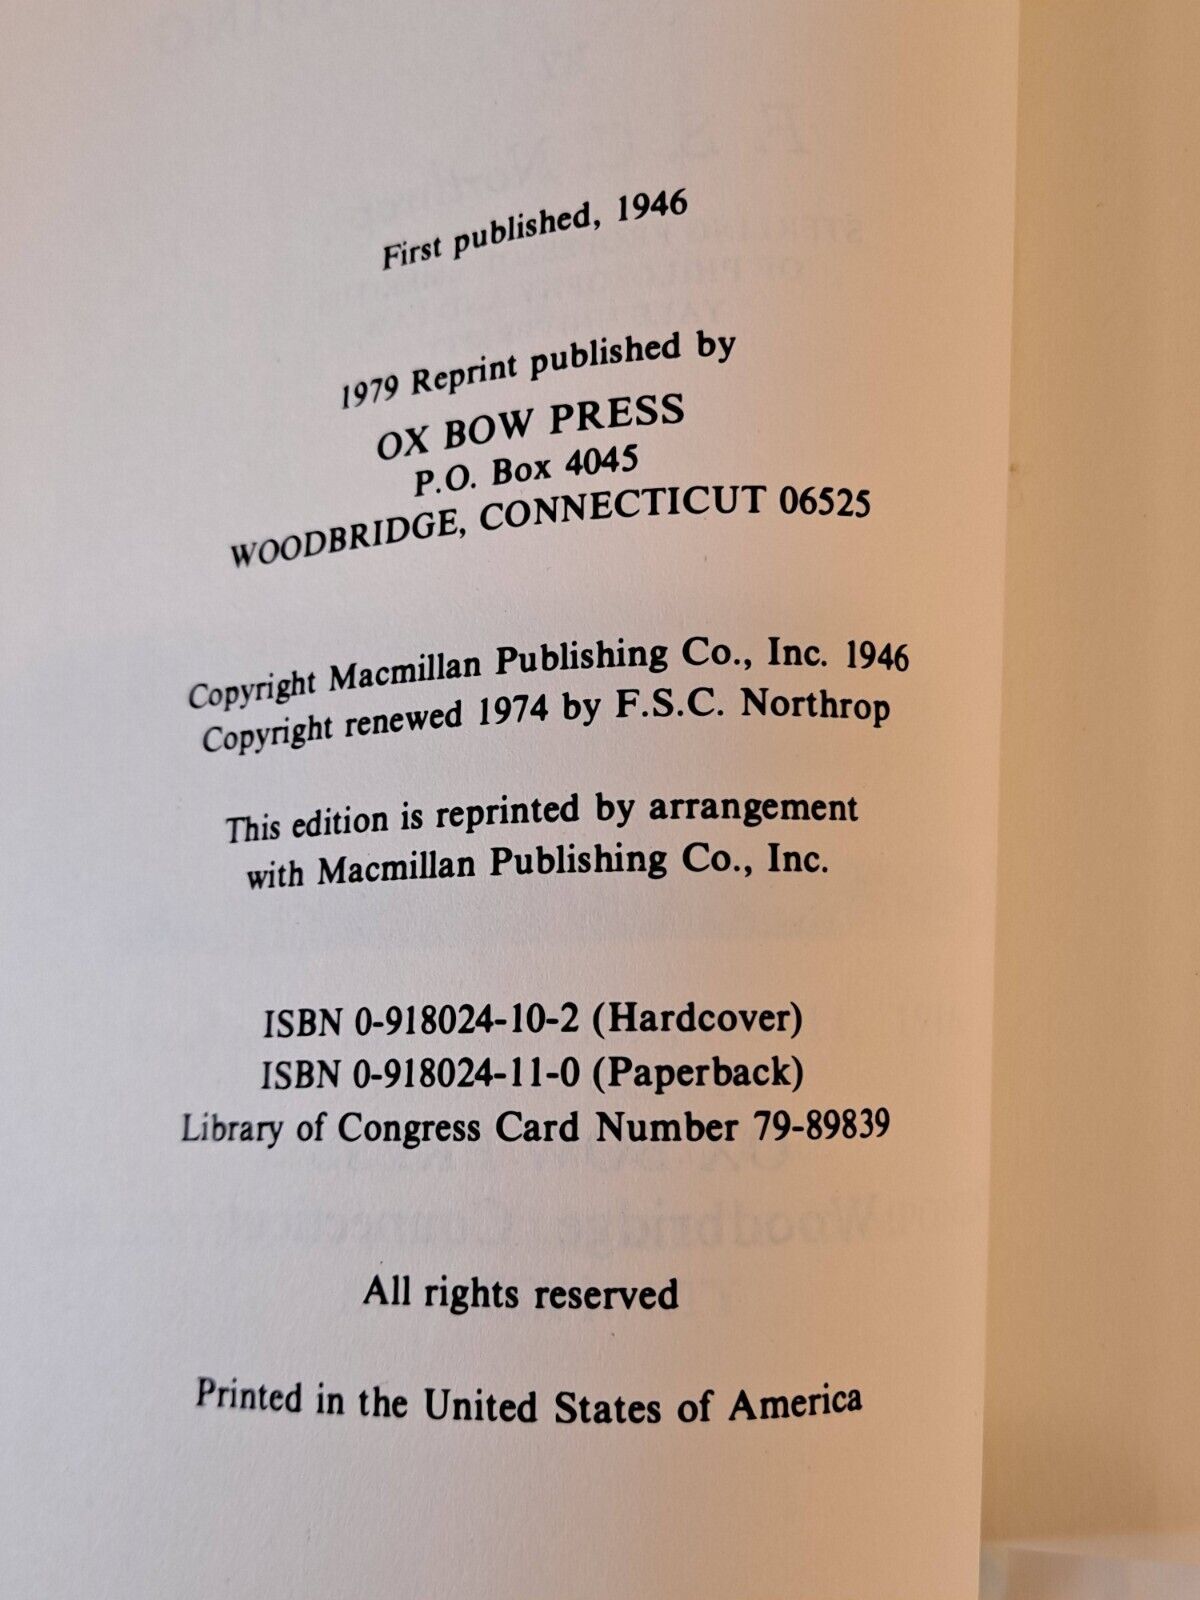 First published, 1946
1979 Reprint published by
OX BOW PRESS
P.O. Box 4045
WOODBRIDGE, CONNECTICUT 06525
Copyright Macmillan Publishing Co., Inc. 1946
Copyright renewed 1974 by F.S.C. Northrop
This edition is reprinted by arrangement
with Macmillan Publishing Co., Inc.
ISBN 0-918024-10-2 (Hardcover)
ISBN 0-918024-11-0 (Paperback)
Library of Congress Card Number 79-89839
All rights reserved
Printed in the United States of America